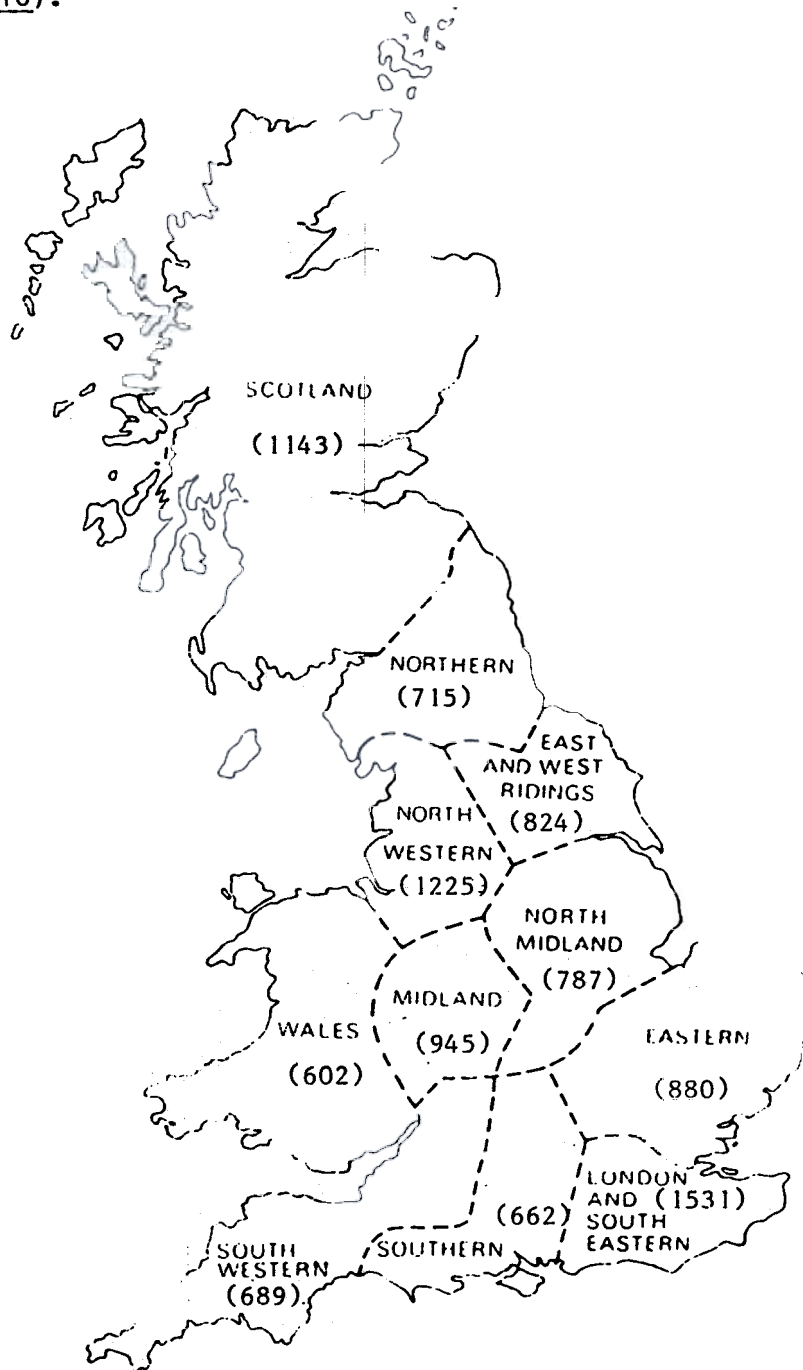 SCOTLAND
(1143)
NORTHERN
(715)
EAST
AND WEST
RIDINGS
(824)
NORTH
WESTERN
(1225)
NORTH
MIDLAND
(787)
MIDLAND
(945)
WALES
(602)
EASTERN
(880)
LONDON
AND (1531)
SOUTH
EASTERN
(662)
SOUTHERN
SOUTH
WESTERN
(689)